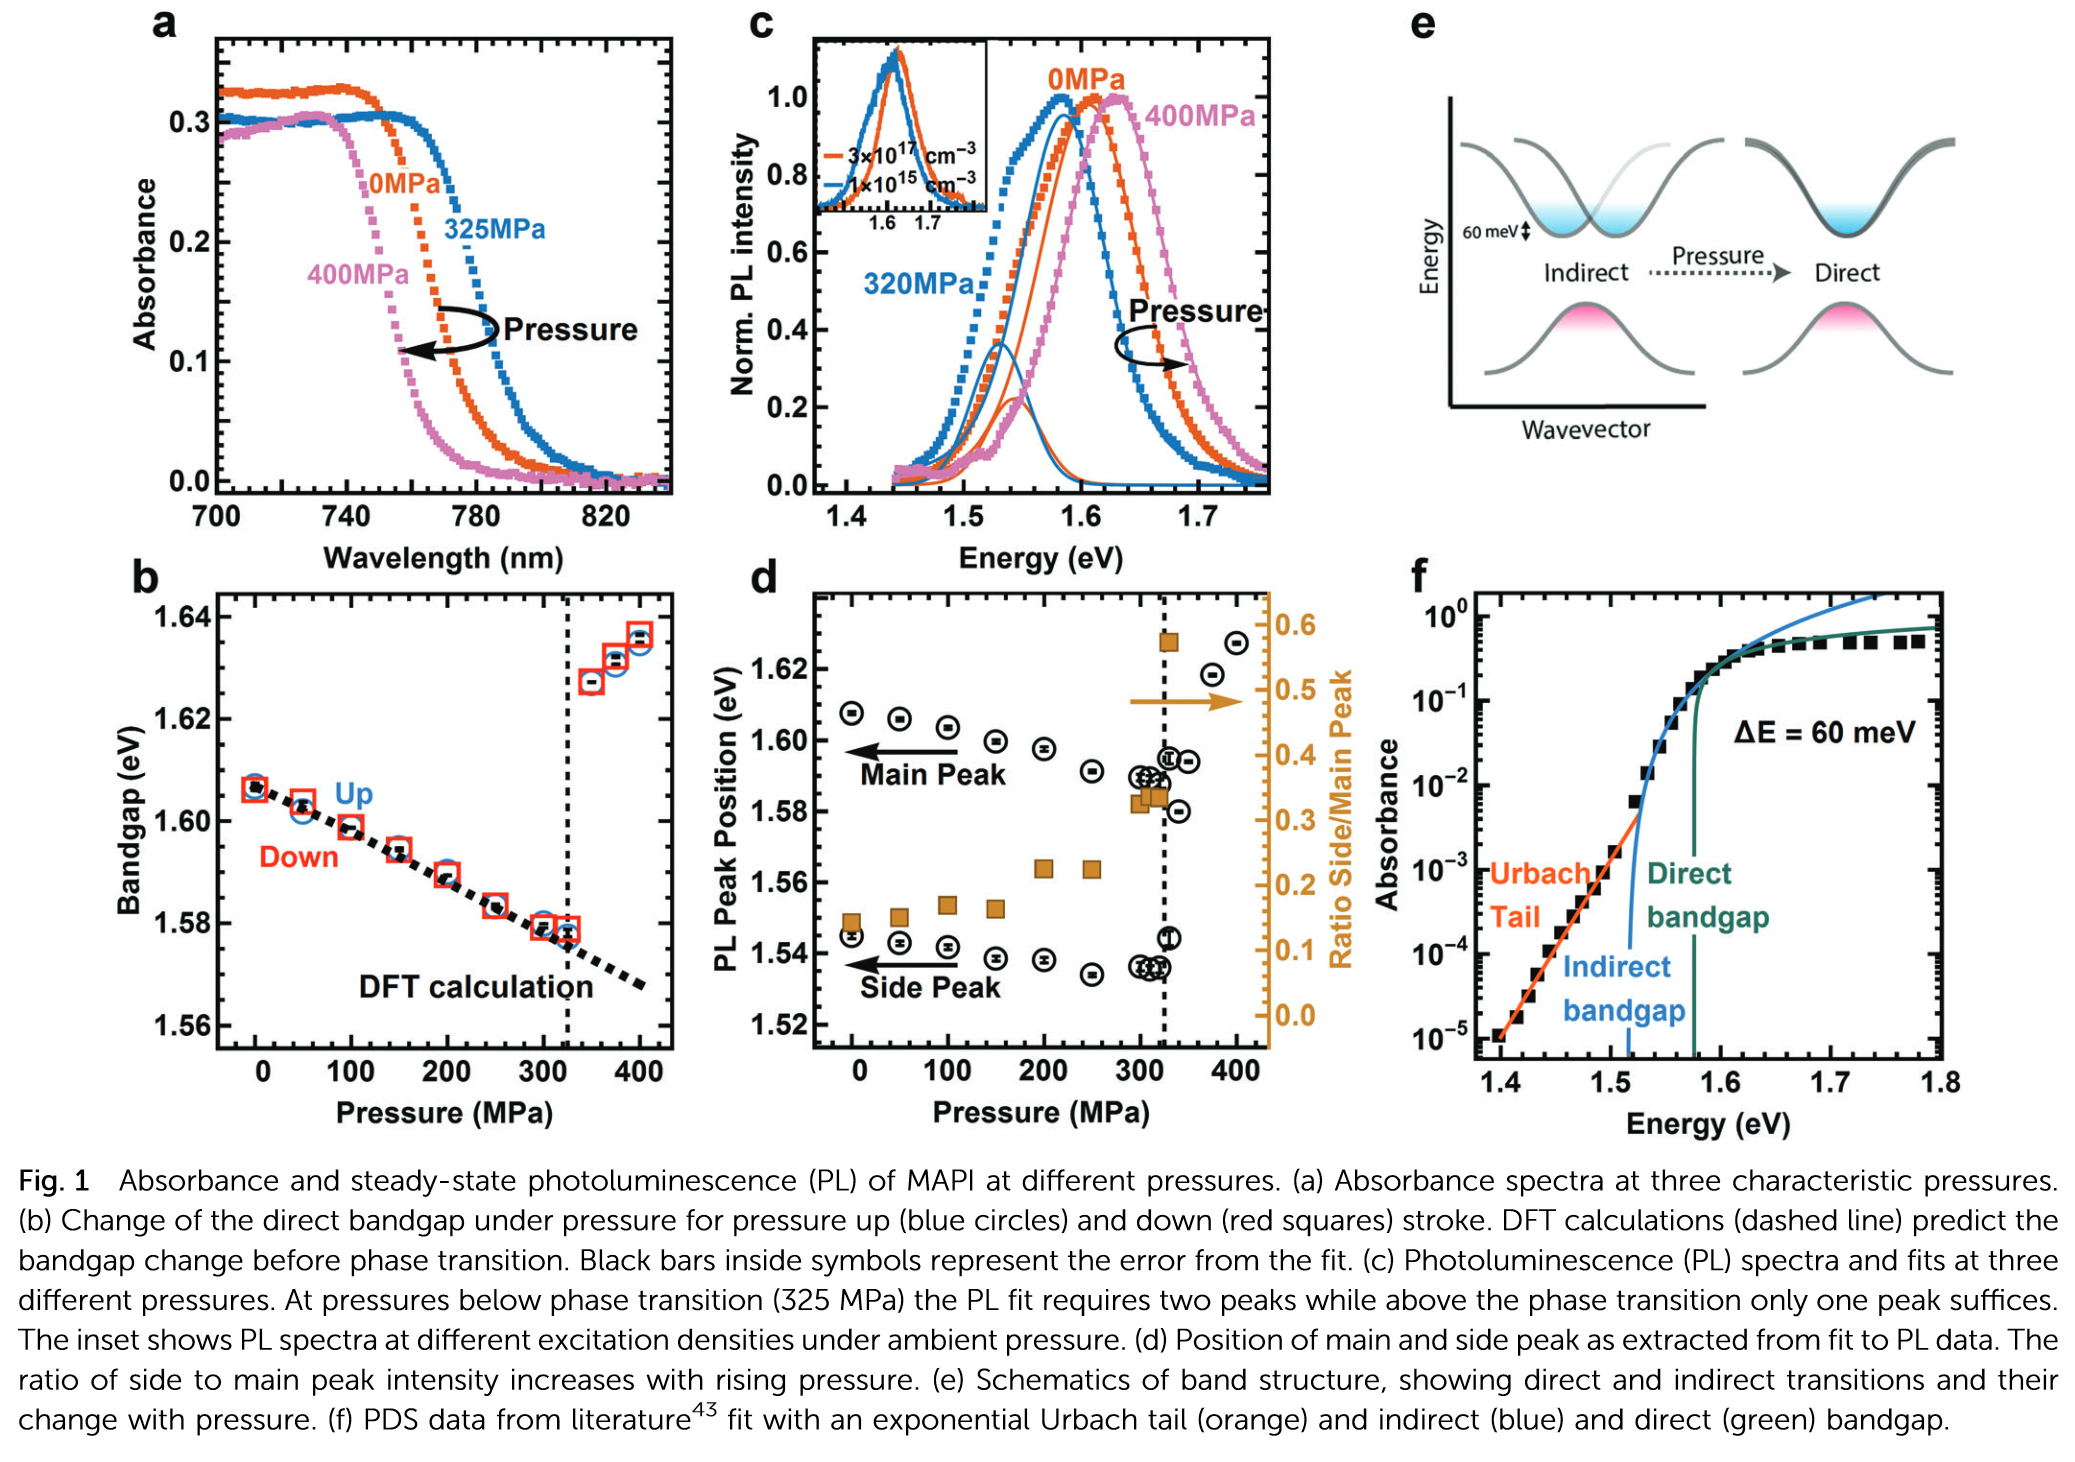 a
0.3
0.2
0.1
0.0
Absorbance
0MPa
325MPa
400MPa
Pressure
700 740 780 820
Wavelength (nm)
c
1.0
0.8
0.6
0.4
0.2
0.0
Norm. PL intensity
3×10¹⁷ cm⁻³
1×10¹⁵ cm⁻³
1.6 1.7
0MPa
400MPa
320MPa
Pressure
1.4 1.5 1.6 1.7
Energy (eV)
e
Energy
60 meV
Indirect
Pressure
Direct
Wavevector
b
1.64
1.62
1.60
1.58
1.56
Bandgap (eV)
Up
Down
DFT calculation
0 100 200 300 400
Pressure (MPa)
d
1.62
1.60
1.58
1.56
1.54
1.52
PL Peak Position (eV)
Main Peak
Side Peak
0.6
0.5
0.4
0.3
0.2
0.1
0.0
Ratio Side/Main Peak
0 100 200 300 400
Pressure (MPa)
f
10⁰
10⁻¹
10⁻²
10⁻³
10⁻⁴
10⁻⁵
Absorbance
ΔE = 60 meV
Urbach
Tail
Direct
bandgap
Indirect
bandgap
1.4 1.5 1.6 1.7 1.8
Energy (eV)
Fig. 1 Absorbance and steady-state photoluminescence (PL) of MAPI at different pressures. (a) Absorbance spectra at three characteristic pressures.
(b) Change of the direct bandgap under pressure for pressure up (blue circles) and down (red squares) stroke. DFT calculations (dashed line) predict the
bandgap change before phase transition. Black bars inside symbols represent the error from the fit. (c) Photoluminescence (PL) spectra and fits at three
different pressures. At pressures below phase transition (325 MPa) the PL fit requires two peaks while above the phase transition only one peak suffices.
The inset shows PL spectra at different excitation densities under ambient pressure. (d) Position of main and side peak as extracted from fit to PL data. The
ratio of side to main peak intensity increases with rising pressure. (e) Schematics of band structure, showing direct and indirect transitions and their
change with pressure. (f) PDS data from literature⁴³ fit with an exponential Urbach tail (orange) and indirect (blue) and direct (green) bandgap.